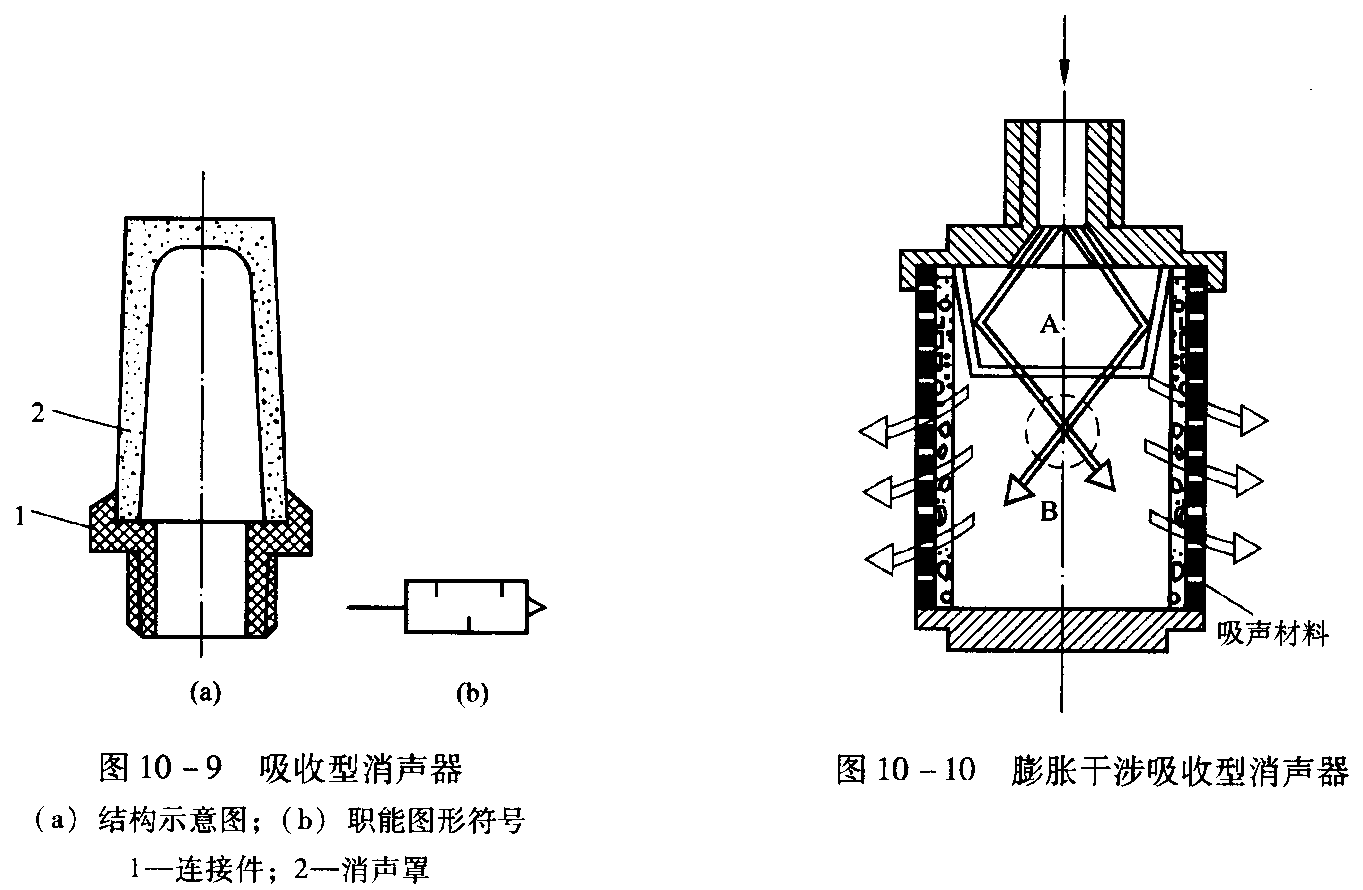 2
1
(a)
(b)
图 10-9 吸收型消声器
(a) 结构示意图; (b) 职能图形符号
1—连接件; 2—消声罩
A
B
吸声材料
图 10-10 膨胀干涉吸收型消声器